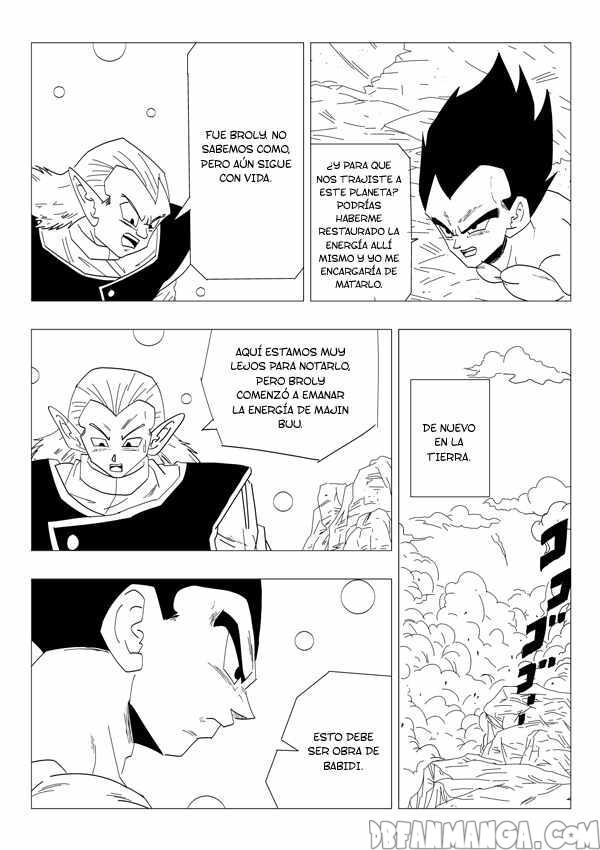 FUE BROLY. NO
SABEMOS COMO,
PERO AÚN SIGUE
CON VIDA.
¿Y PARA QUE
NOS TRAJISTE A
ESTE PLANETA?
PODRÍAS
HABERME
RESTAURADO LA
ENERGÍA ALLÍ
MISMO Y YO ME
ENCARGARÍA DE
MATARLO.
AQUÍ ESTAMOS MUY
LEJOS PARA NOTARLO,
PERO BROLY
COMENZÓ A EMANAR
LA ENERGÍA DE MAJIN
BUU.
ESTO DEBE
SER OBRA DE
BABIDI.
DE NUEVO
EN LA
TIERRA.
DBFANMANGA.COM